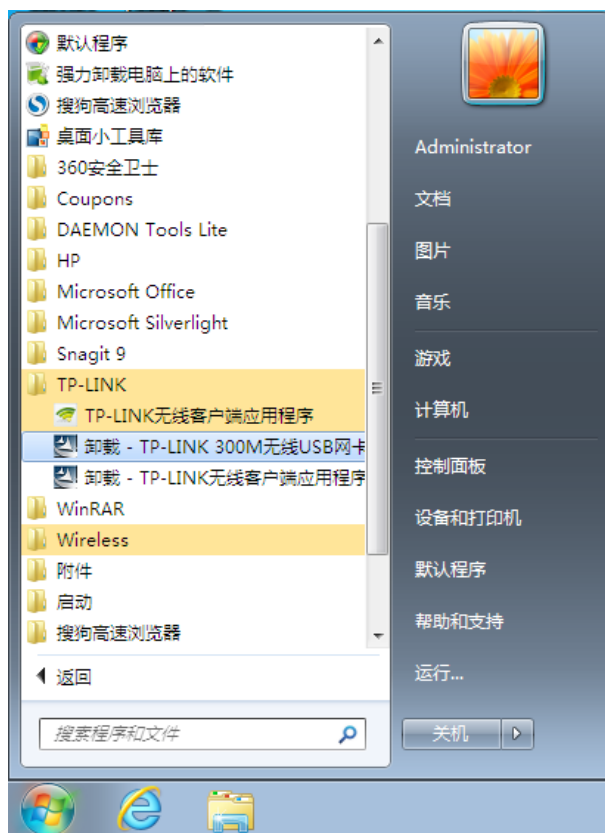 默认程序
强力卸载电脑上的软件
搜狗高速浏览器
桌面小工具库
360安全卫士
Coupons
DAEMON Tools Lite
HP
Microsoft Office
Microsoft Silverlight
Snagit 9
TP-LINK
TP-LINK无线客户端应用程序
卸载 - TP-LINK 300M无线USB网卡
卸载 - TP-LINK无线客户端应用程序
WinRAR
Wireless
附件
启动
搜狗高速浏览器
返回
搜索程序和文件
Administrator
文档
图片
音乐
游戏
计算机
控制面板
设备和打印机
默认程序
帮助和支持
运行...
关机